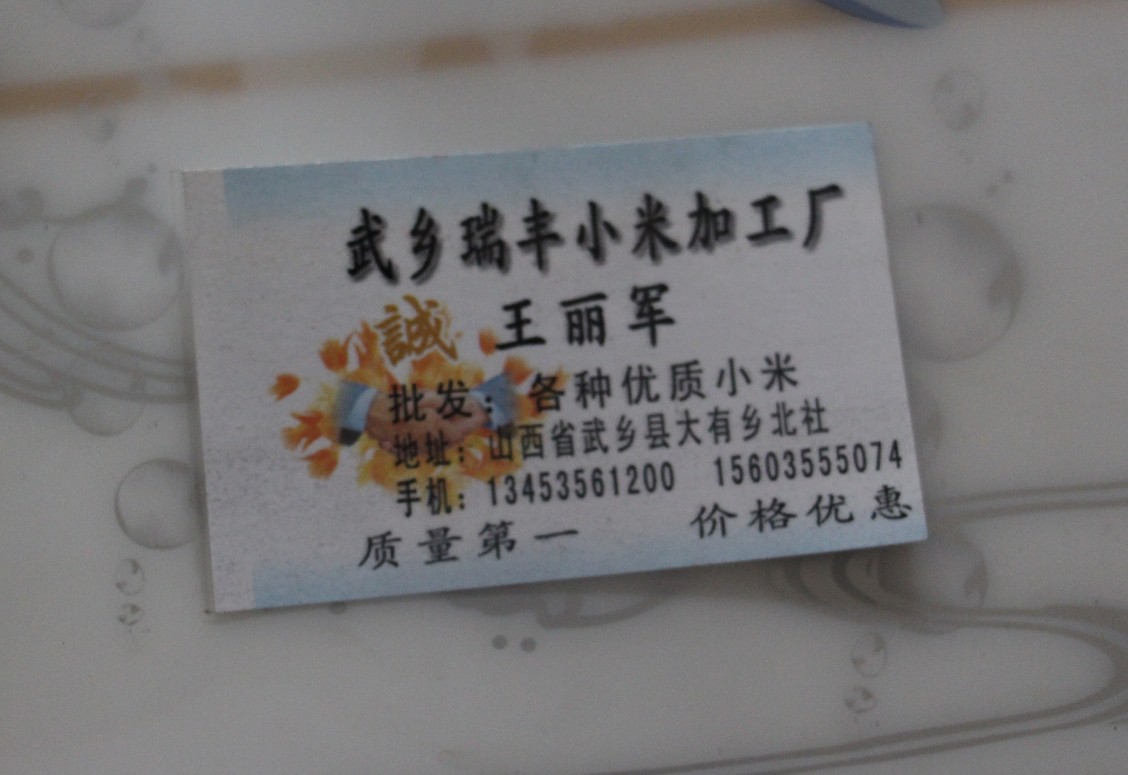 武乡瑞丰小米加工厂
誠
王丽军
批发：各种优质小米
地址：山西省武乡县大有乡北社
手机：13453561200 15603555074
质量第一 价格优惠